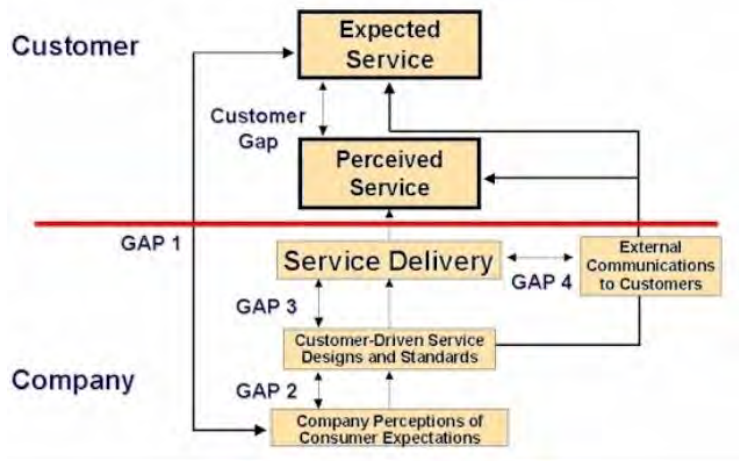 Customer
Expected
Service
Customer
Gap
Perceived
Service
GAP 1
Service Delivery
GAP 4
External
Communications
to Customers
GAP 3
Customer-Driven Service
Designs and Standards
Company
GAP 2
Company Perceptions of
Consumer Expectations